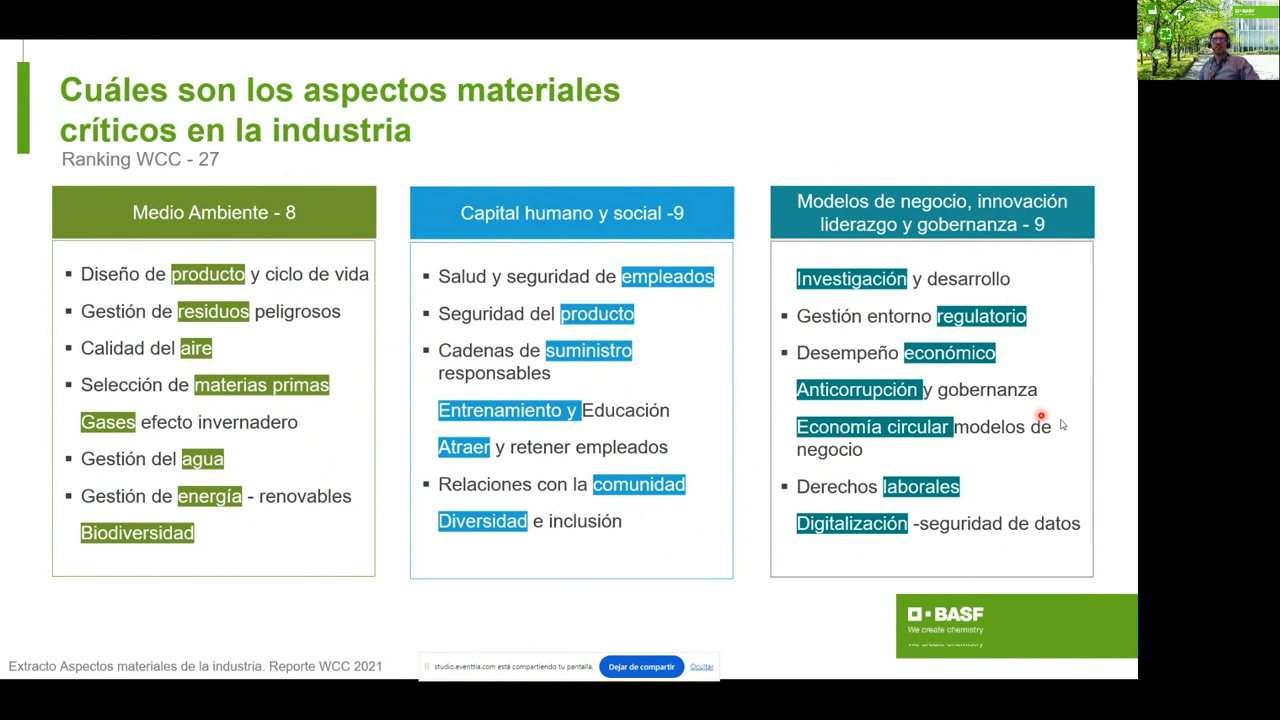 Cuáles son los aspectos materiales
críticos en la industria
Ranking WCC - 27
Medio Ambiente - 8
▪ Diseño de producto y ciclo de vida
▪ Gestión de residuos peligrosos
▪ Calidad del aire
▪ Selección de materias primas
Gases efecto invernadero
▪ Gestión del agua
▪ Gestión de energía - renovables
Biodiversidad
Capital humano y social -9
▪ Salud y seguridad de empleados
▪ Seguridad del producto
▪ Cadenas de suministro
responsables
Entrenamiento y Educación
Atraer y retener empleados
▪ Relaciones con la comunidad
Diversidad e inclusión
Modelos de negocio, innovación
liderazgo y gobernanza - 9
Investigación y desarrollo
▪ Gestión entorno regulatorio
▪ Desempeño económico
Anticorrupción y gobernanza
Economía circular modelos de
negocio
▪ Derechos laborales
Digitalización -seguridad de datos
BASF
We create chemistry
We create chemistry
Extracto Aspectos materiales de la industria. Reporte WCC 2021
studio.eventtia.com está compartiendo tu pantalla.
Dejar de compartir
Ocultar
BASF